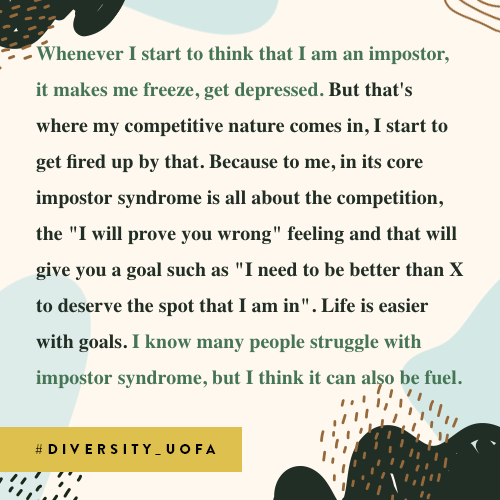 Whenever I start to think that I am an impostor,
it makes me freeze, get depressed. But that's
where my competitive nature comes in, I start to
get fired up by that. Because to me, in its core
impostor syndrome is all about the competition,
the "I will prove you wrong" feeling and that will
give you a goal such as "I need to be better than X
to deserve the spot that I am in". Life is easier
with goals. I know many people struggle with
impostor syndrome, but I think it can also be fuel.
#DIVERSITY_UOFA